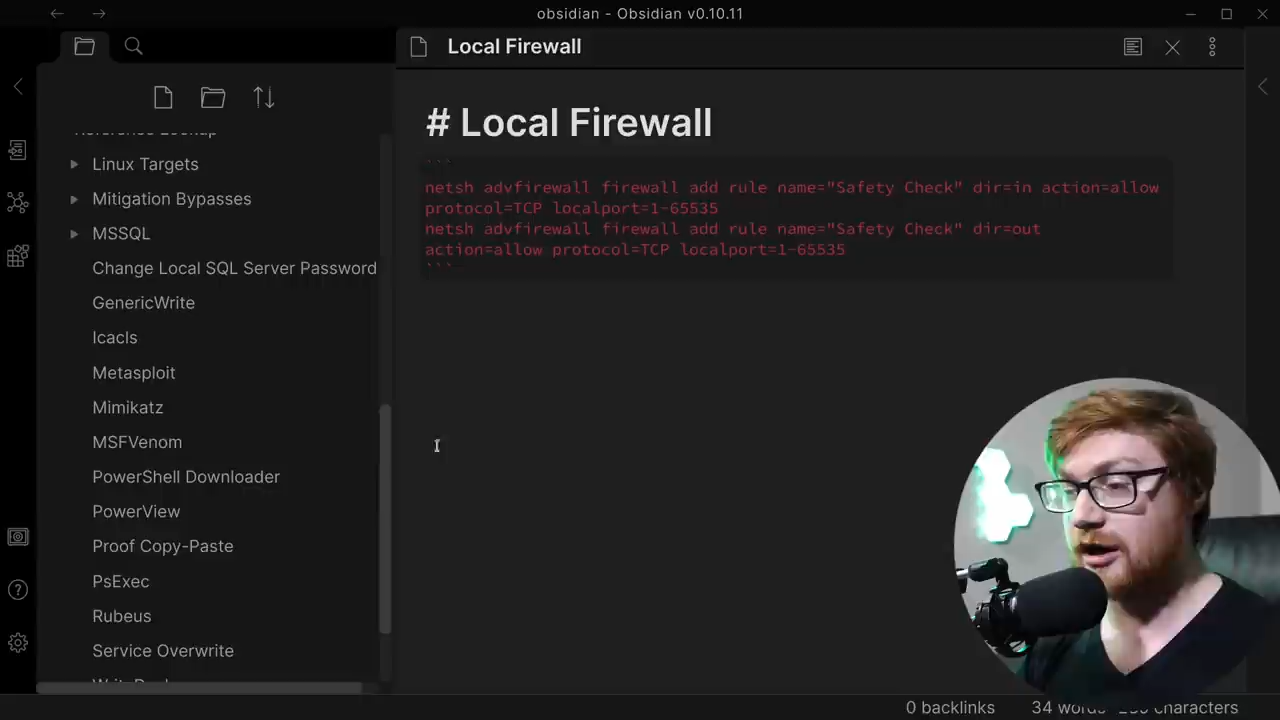 obsidian - Obsidian v0.10.11
Local Firewall
Reference Lookup
Linux Targets
Mitigation Bypasses
MSSQL
Change Local SQL Server Password
GenericWrite
Icacls
Metasploit
Mimikatz
MSFVenom
PowerShell Downloader
PowerView
Proof Copy-Paste
PsExec
Rubeus
Service Overwrite
# Local Firewall
```
netsh advfirewall firewall add rule name="Safety Check" dir=in action=allow
protocol=TCP localport=1-65535
netsh advfirewall firewall add rule name="Safety Check" dir=out
action=allow protocol=TCP localport=1-65535
```
0 backlinks
34 words characters